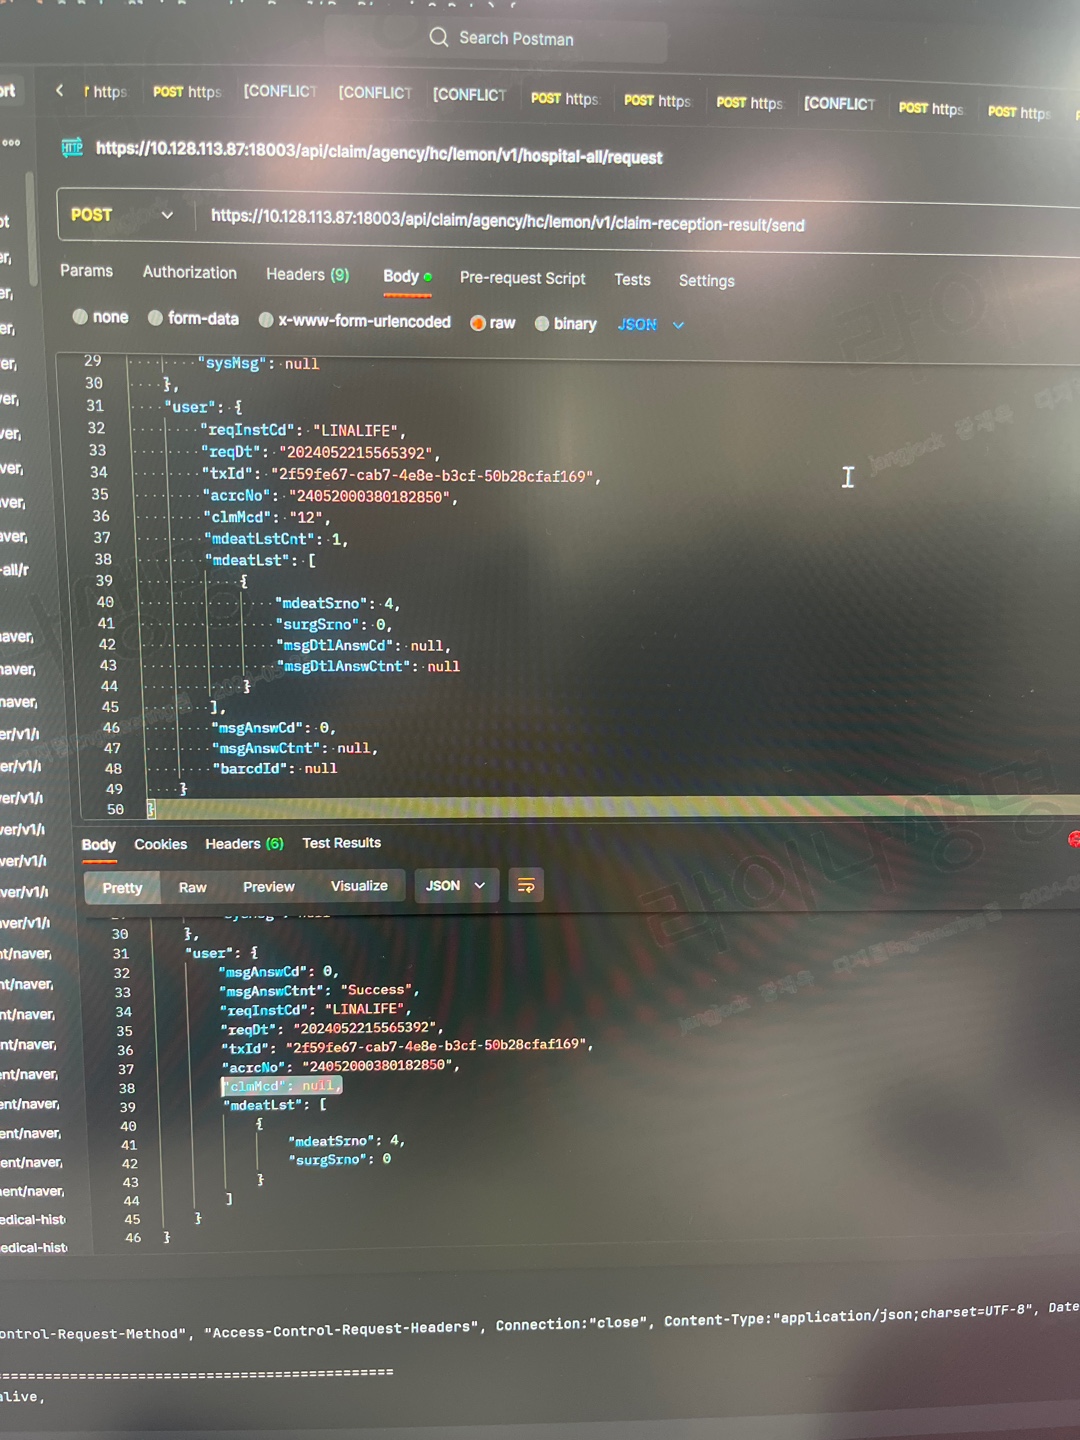 Search Postman
ort
https
POST https
[CONFLICT
[CONFLICT
[CONFLICT
POST https
POST https
POST https
[CONFLICT
POST https
POST https
HTTP
https://10.128.113.87:18003/api/claim/agency/hc/lemon/v1/hospital-all/request
POST
https://10.128.113.87:18003/api/claim/agency/hc/lemon/v1/claim-reception-result/send
Params Authorization Headers (9) Body Pre-request Script Tests Settings
none form-data x-www-form-urlencoded raw binary JSON
29 "sysMsg": null
30 },
31 "user": {
32 "reqInstCd": "LINALIFE",
33 "reqDt": "2024052215565392",
34 "txId": "2f59fe67-cab7-4e8e-b3cf-50b28cfaf169",
35 "acrcNo": "24052000380182850",
36 "clmMcd": "12",
37 "mdeatLstCnt": 1,
38 "mdeatLst": [
39 {
40 "mdeatSrno": 4,
41 "surgSrno": 0,
42 "msgDtlAnswCd": null,
43 "msgDtlAnswCtnt": null
44 }
45 ],
46 "msgAnswCd": 0,
47 "msgAnswCtnt": null,
48 "barcdId": null
49 }
50 }
Body Cookies Headers (6) Test Results
Pretty Raw Preview Visualize JSON
30 },
31 "user": {
32 "msgAnswCd": 0,
33 "msgAnswCtnt": "Success",
34 "reqInstCd": "LINALIFE",
35 "reqDt": "2024052215565392",
36 "txId": "2f59fe67-cab7-4e8e-b3cf-50b28cfaf169",
37 "acrcNo": "24052000380182850",
38 "clmMcd": null,
39 "mdeatLst": [
40 {
41 "mdeatSrno": 4,
42 "surgSrno": 0
43 }
44 ]
45 }
46 }
ontrol-Request-Method", "Access-Control-Request-Headers", Connection:"close", Content-Type:"application/json;charset=UTF-8", Date
alive,
라이나생명